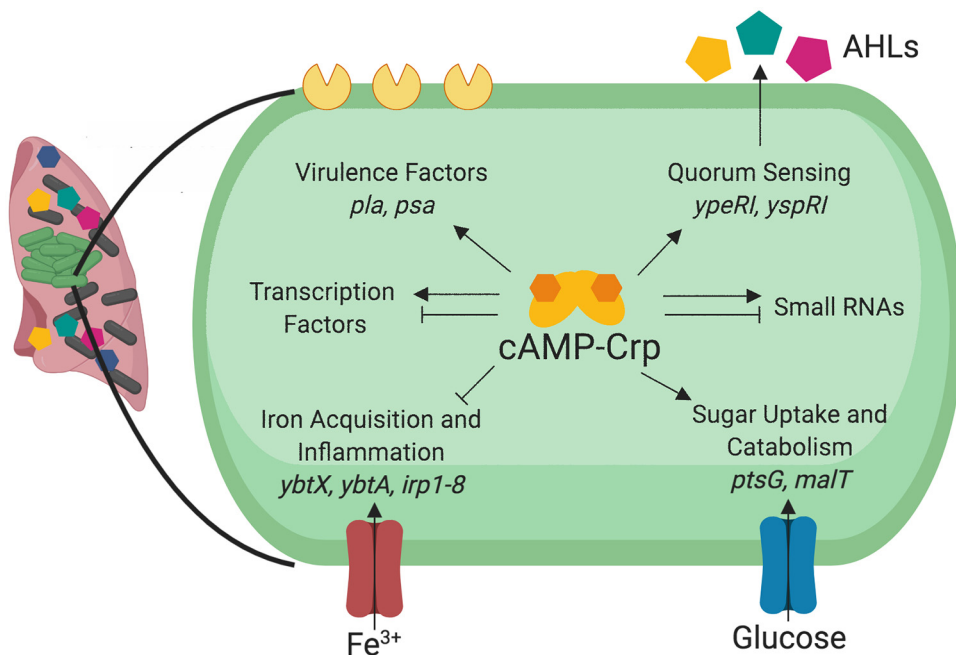 AHLs
Virulence Factors
pla, psa
Quorum Sensing
ypeRI, yspRI
Transcription
Factors
Small RNAs
cAMP-Crp
Iron Acquisition and
Inflammation
ybtX, ybtA, irp1-8
Sugar Uptake and
Catabolism
ptsG, malT
Fe³⁺
Glucose